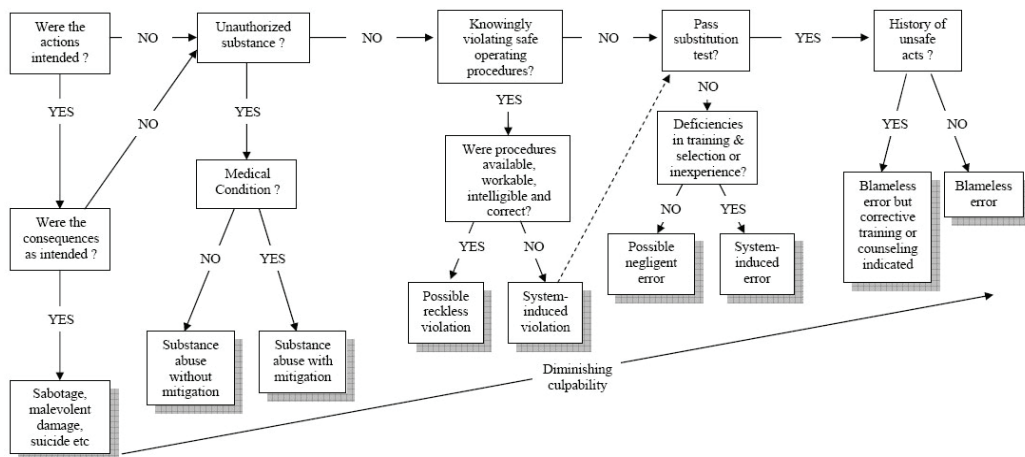 Were the
actions
intended ?
NO
Unauthorized
substance ?
NO
Knowingly
violating safe
operating
procedures?
NO
Pass
substitution
test?
YES
History of
unsafe
acts ?
YES
NO
YES
YES
NO
YES
NO
Were the
consequences
as intended ?
Medical
Condition ?
Were procedures
available,
workable,
intelligible and
correct?
Deficiencies
in training &
selection or
inexperience?
Blameless
error but
corrective
training or
counseling
indicated
Blameless
error
YES
NO
YES
YES
NO
NO
YES
Sabotage,
malevolent
damage,
suicide etc
Substance
abuse
without
mitigation
Substance
abuse with
mitigation
Possible
reckless
violation
System-
induced
violation
Possible
negligent
error
System-
induced
error
Diminishing
culpability